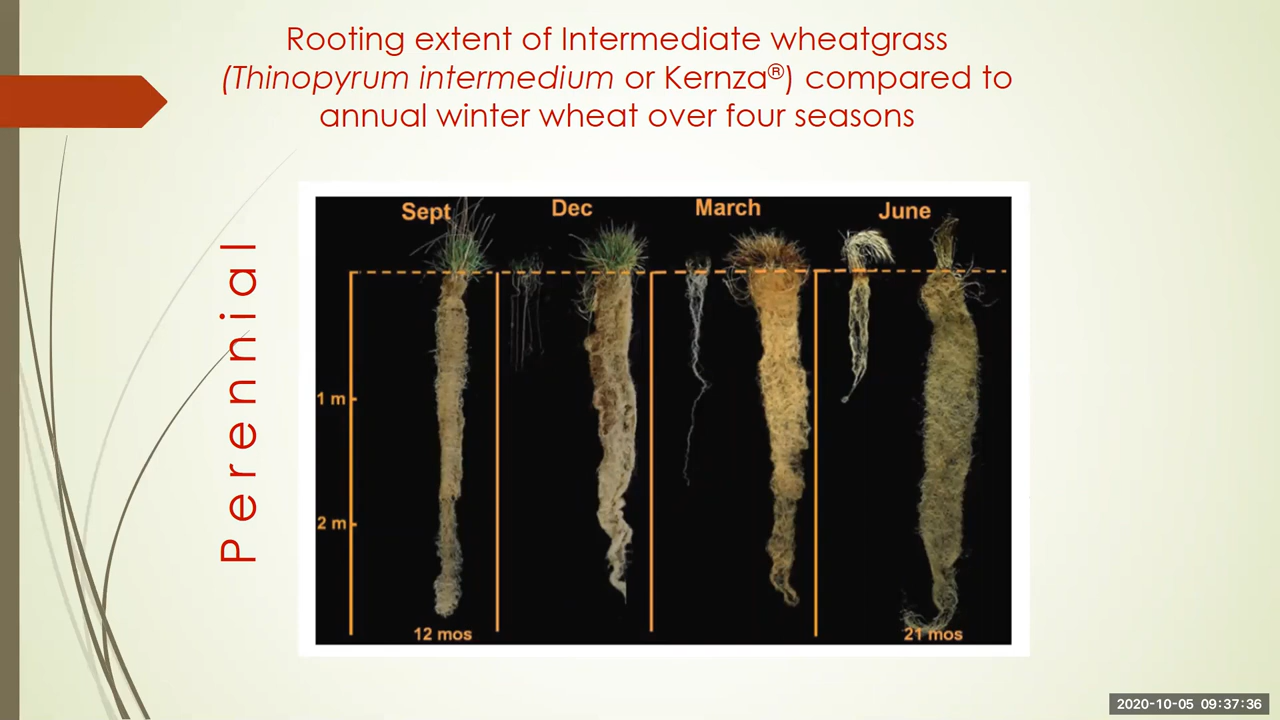 Rooting extent of Intermediate wheatgrass
(Thinopyrum intermedium or Kernza®) compared to
annual winter wheat over four seasons
Perennial
Sept
Dec
March
June
1 m
2 m
12 mos
21 mos
2020-10-05 09:37:36